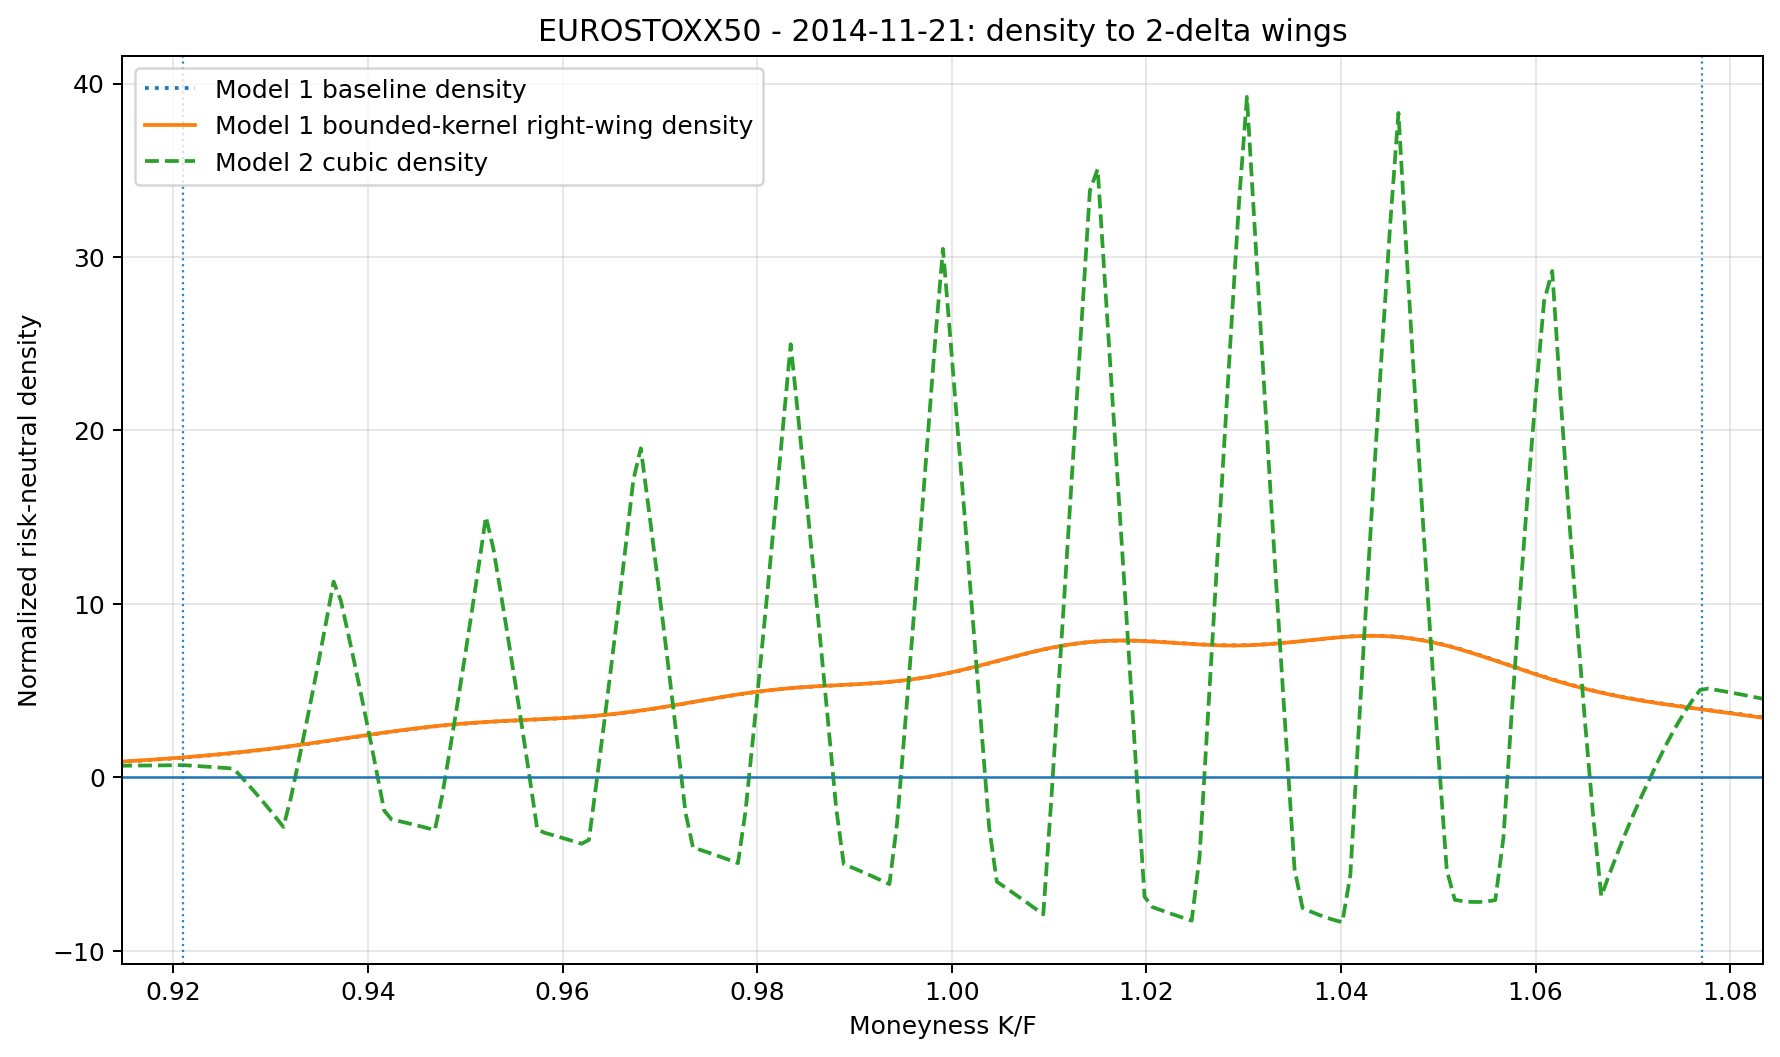 EUROSTOXX50 - 2014-11-21: density to 2-delta wings
Model 1 baseline density
Model 1 bounded-kernel right-wing density
Model 2 cubic density
Normalized risk-neutral density
40
30
20
10
0
−10
0.92 0.94 0.96 0.98 1.00 1.02 1.04 1.06 1.08
Moneyness K/F